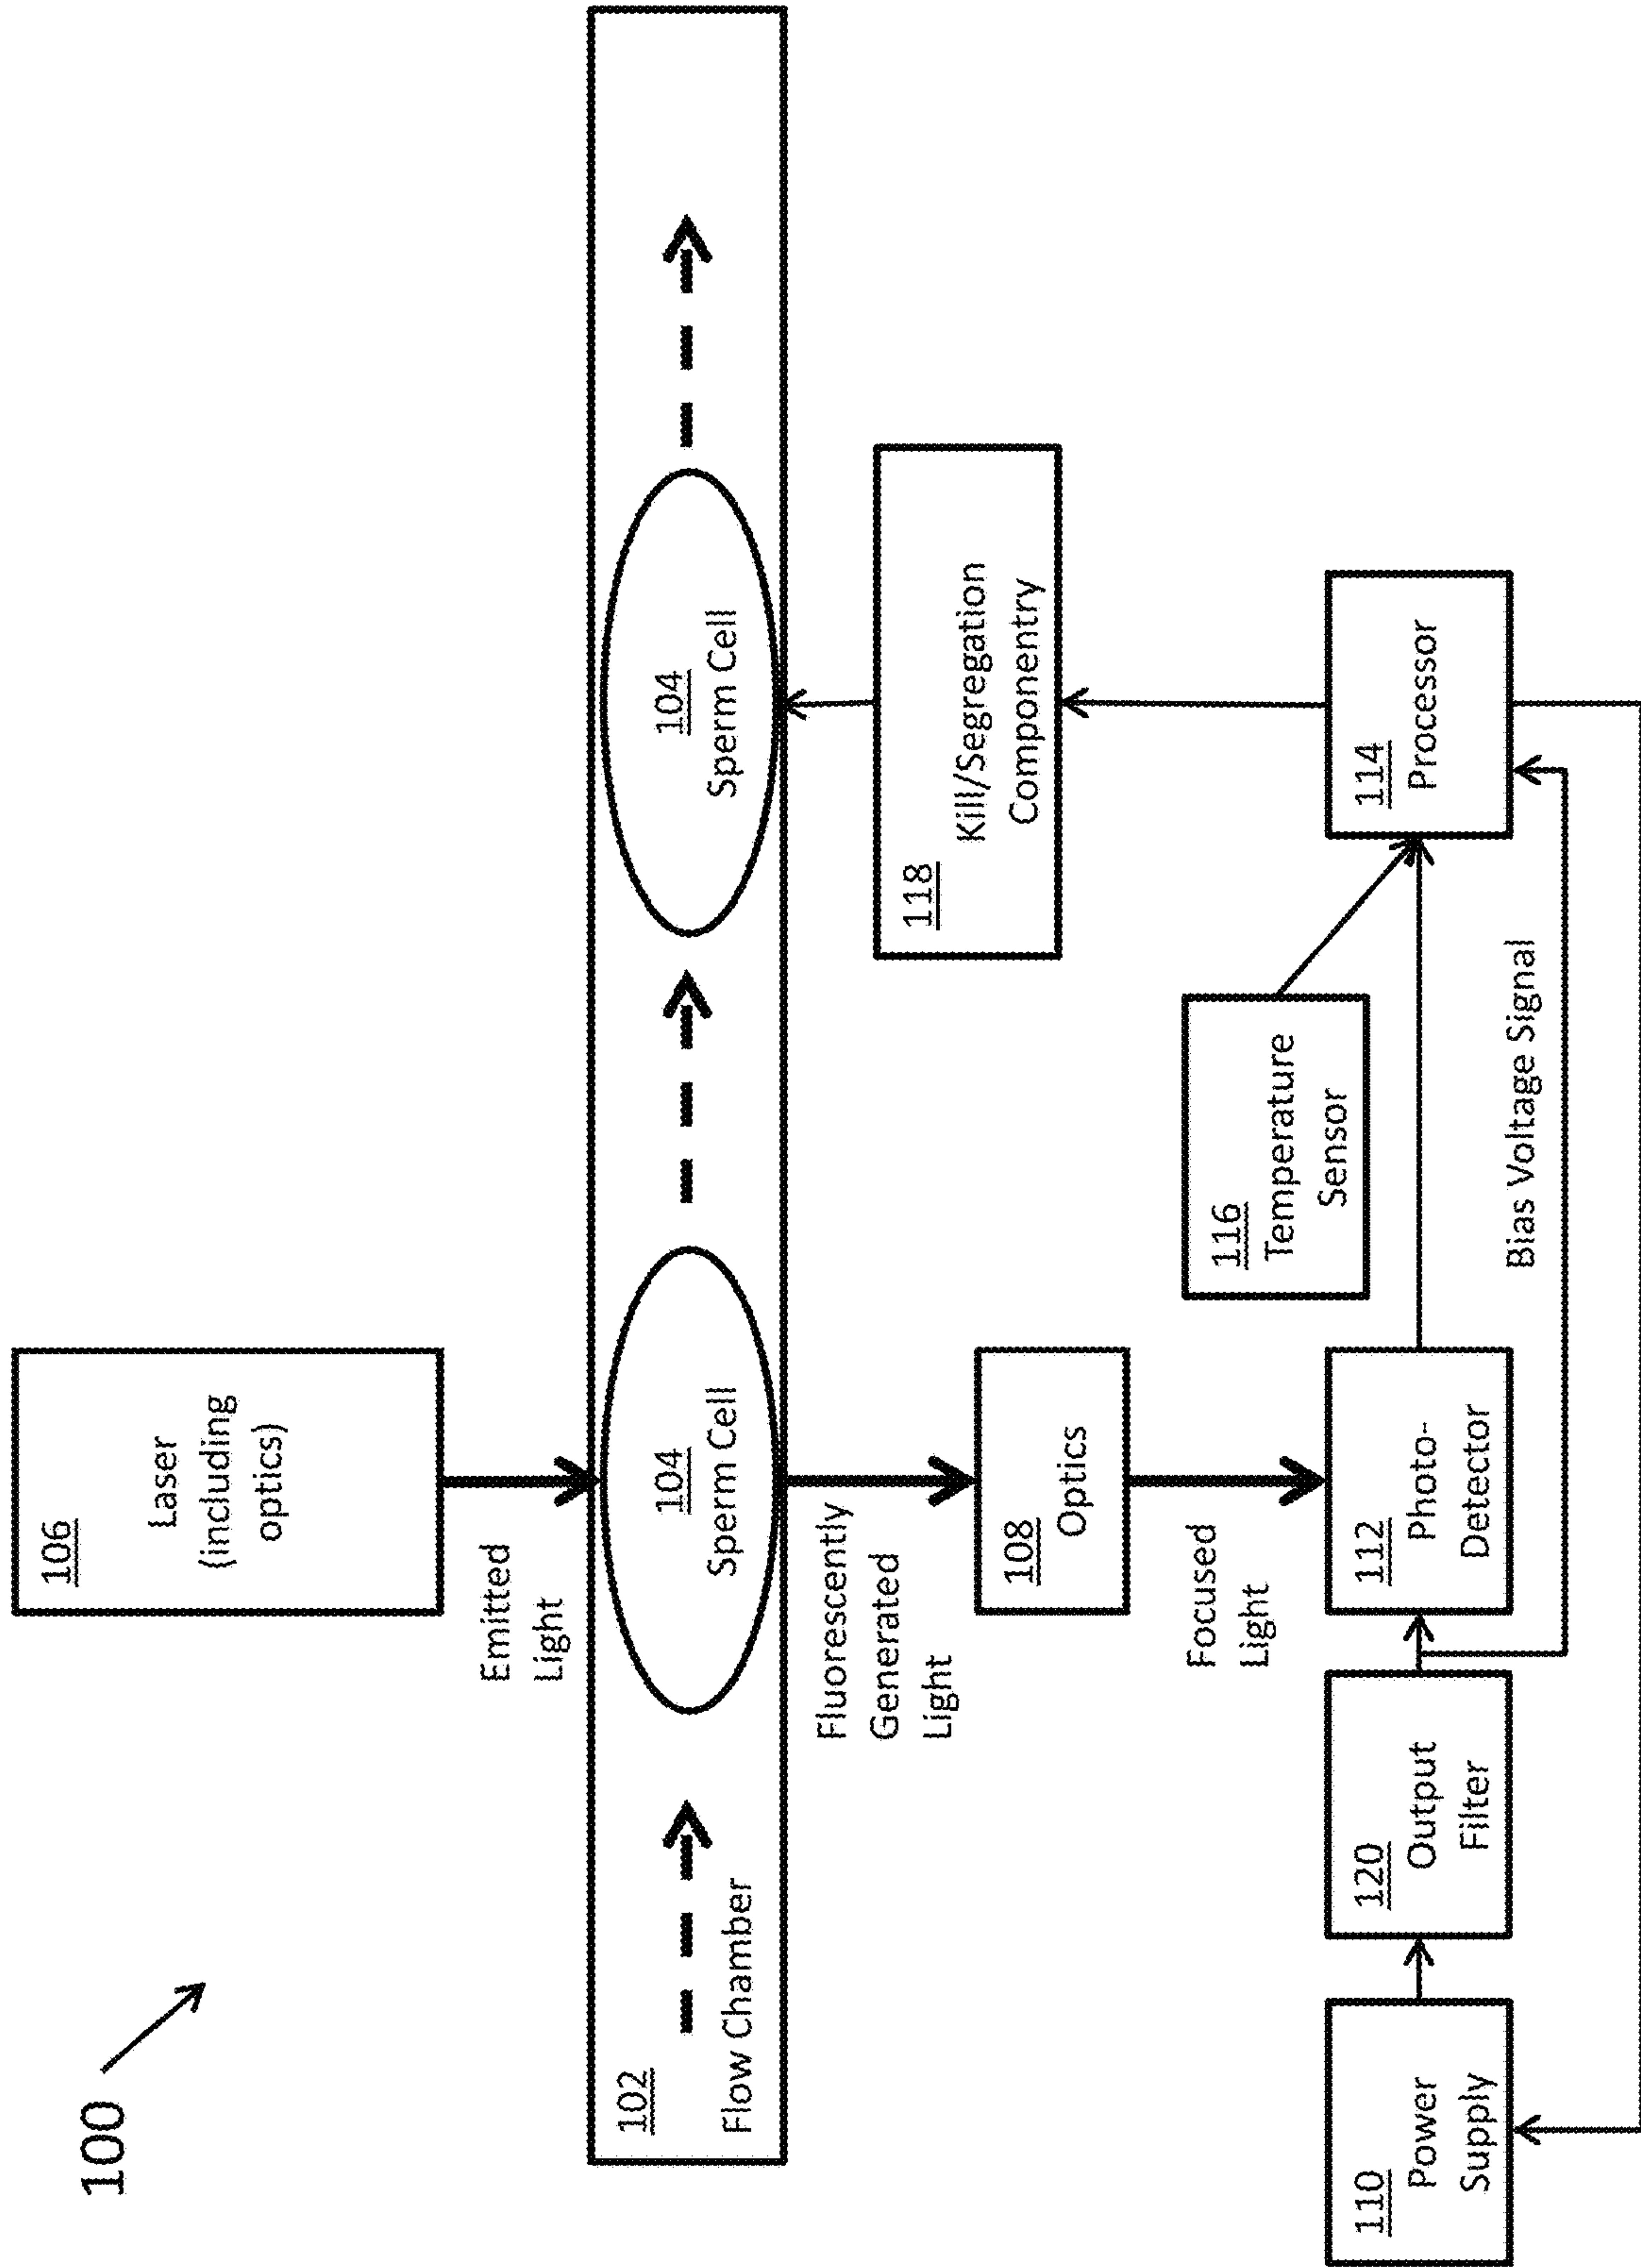 100
106
Laser
(including
optics)
Emitted
Light
102
Flow Chamber
104
Sperm Cell
104
Sperm Cell
Fluorescently
Generated
Light
118
Kill/Segregation
Componentry
108
Optics
Focused
Light
116
Temperature
Sensor
110
Power
Supply
120
Output
Filter
112
Photo-
Detector
114
Processor
Bias Voltage Signal